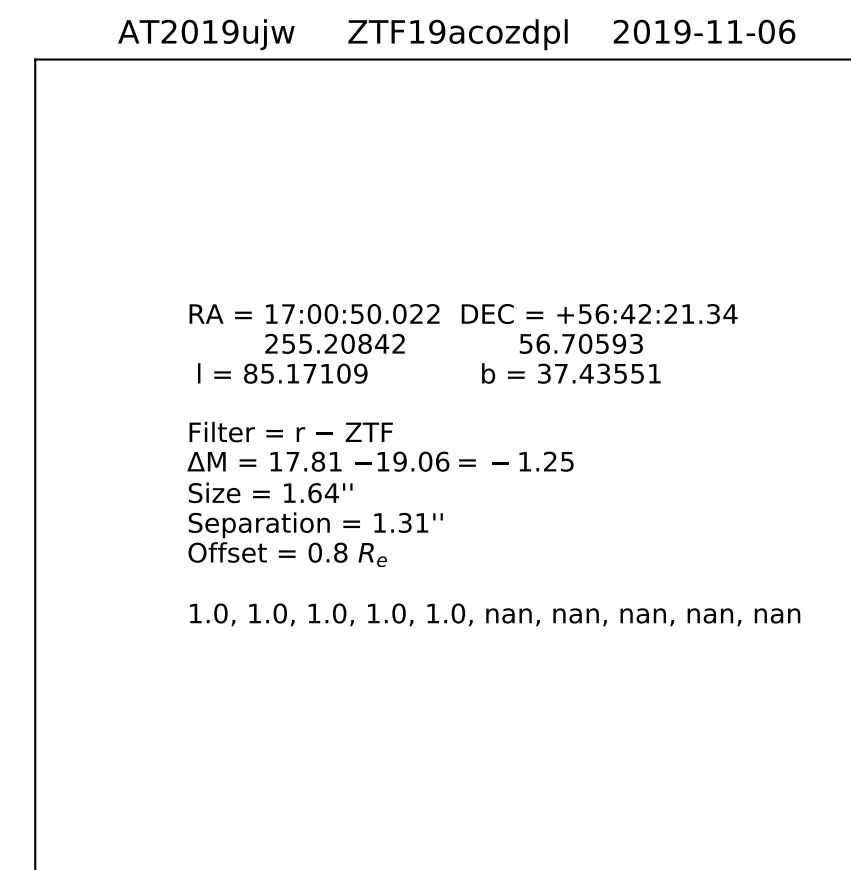 AT2019ujw ZTF19acozdpl 2019-11-06
RA = 17:00:50.022 DEC = +56:42:21.34
255.20842 56.70593
l = 85.17109 b = 37.43551
Filter = r − ZTF
ΔM = 17.81 −19.06 = − 1.25
Size = 1.64''
Separation = 1.31''
Offset = 0.8 Rₑ
1.0, 1.0, 1.0, 1.0, 1.0, nan, nan, nan, nan, nan